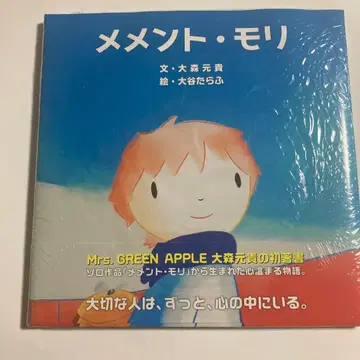 メメント・モリ
文・大森元貴
絵・大谷たらふ
Mrs. GREEN APPLE 大森元貴の初著書
ソロ作品「メメント・モリ」から生まれた心温まる物語。
大切な人は、ずっと、心の中にいる。